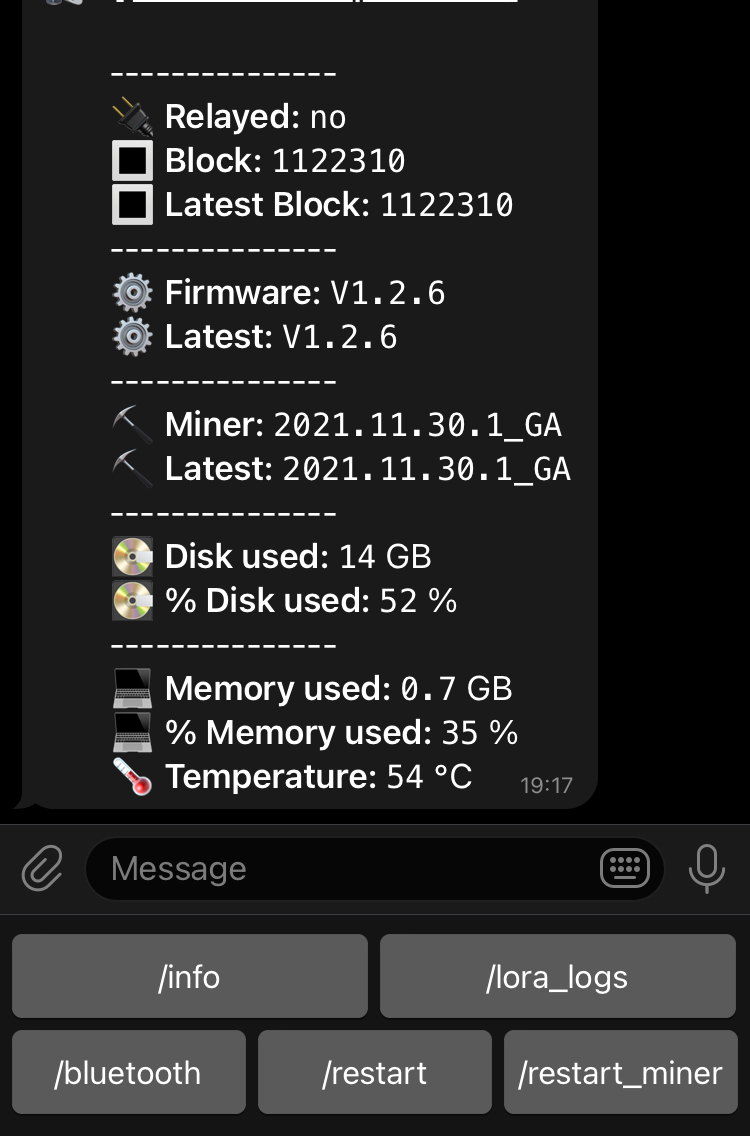 ---------------
Relayed: no
Block: 1122310
Latest Block: 1122310
---------------
Firmware: V1.2.6
Latest: V1.2.6
---------------
Miner: 2021.11.30.1_GA
Latest: 2021.11.30.1_GA
---------------
Disk used: 14 GB
% Disk used: 52 %
---------------
Memory used: 0.7 GB
% Memory used: 35 %
Temperature: 54 °C
19:17
Message
/info
/lora_logs
/bluetooth
/restart
/restart_miner